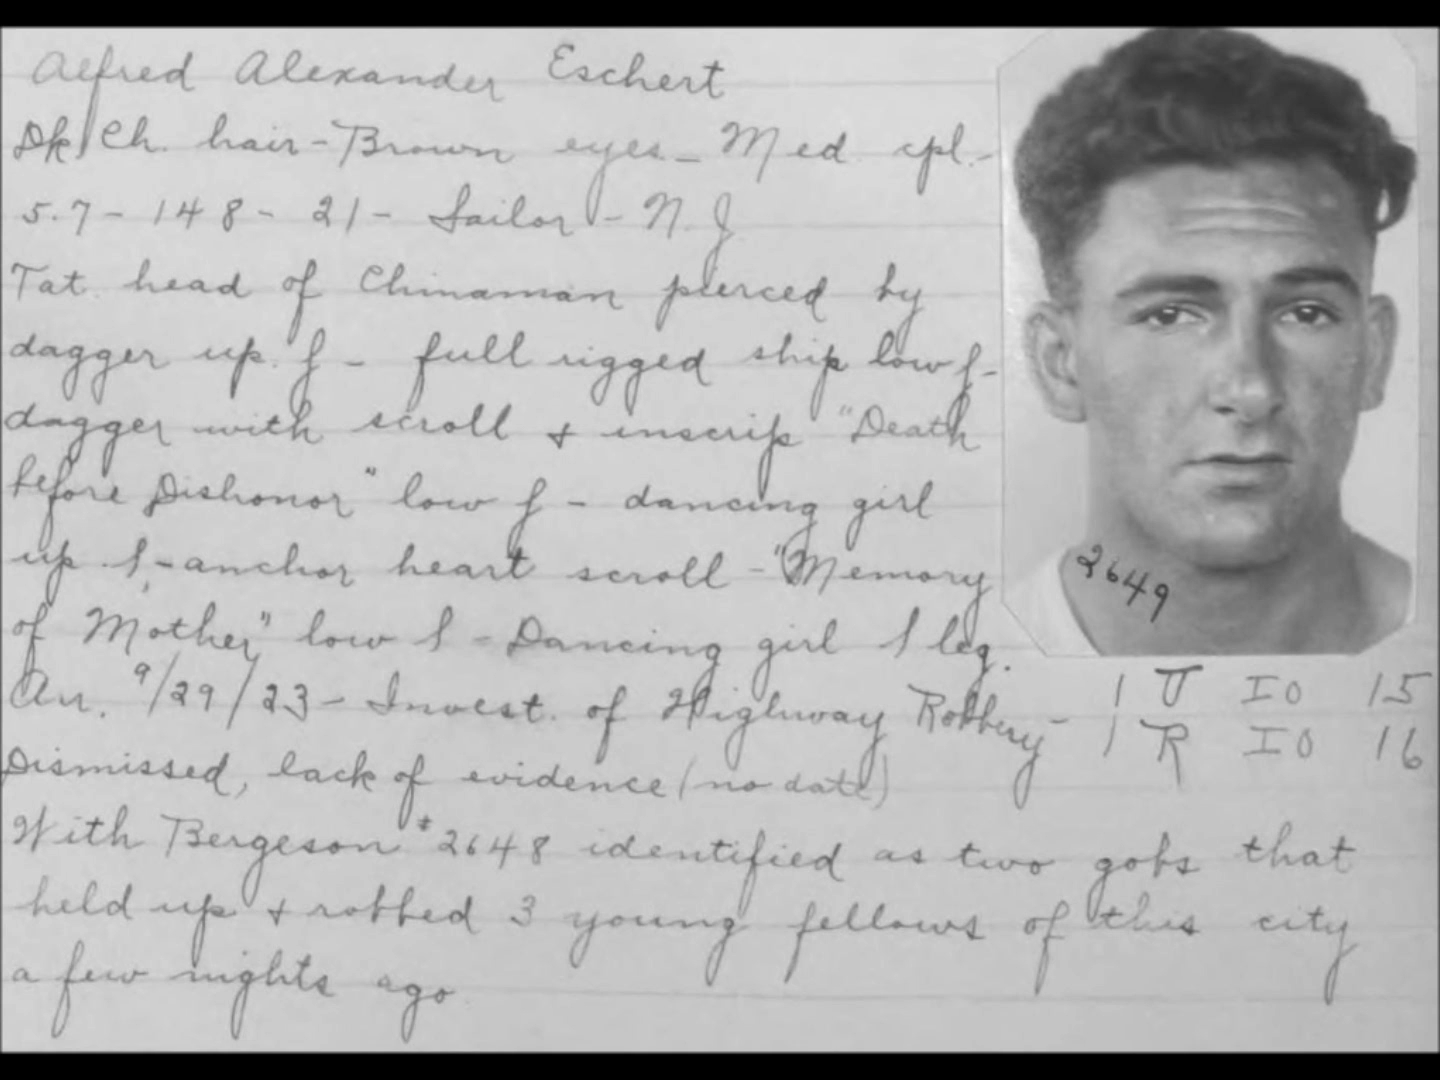 Alfred Alexander Eschert
Dk Ch. hair - Brown eyes - Med cpl. -
5.7 - 148 - 21 - Sailor - N.J.
Tat. head of Chinaman pierced by
dagger up. f - full rigged ship low f -
dagger with scroll & inscrip "Death
before Dishonor" low f - dancing girl
up l - anchor heart scroll - "Memory
of Mother" low l - Dancing girl l leg.
2649
Arr. 9/29/23 - Invest. of Highway Robbery -
1 U IO 15
1 R IO 16
Dismissed, lack of evidence (no date)
With Bergeson #2648 identified as two gobs that
held up & robbed 3 young fellows of this city
a few nights ago